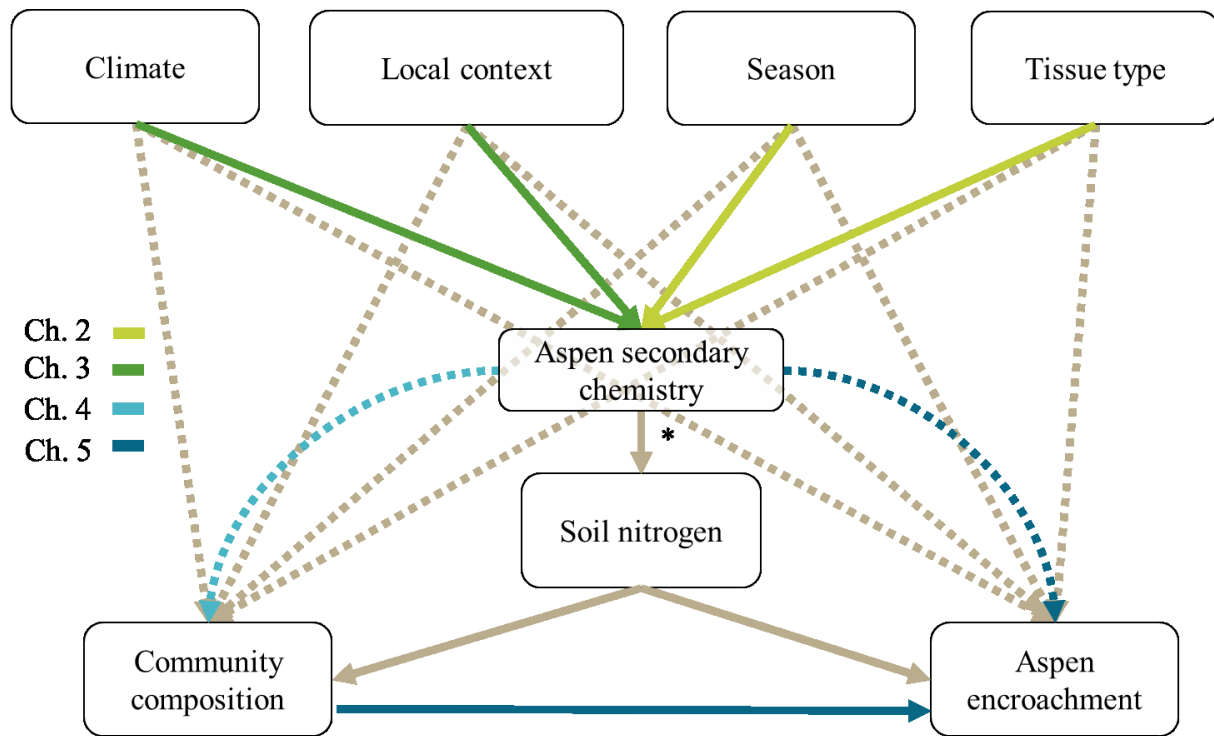 Climate
Local context
Season
Tissue type
Ch. 2
Ch. 3
Ch. 4
Ch. 5
Aspen secondary
chemistry
*
Soil nitrogen
Community
composition
Aspen
encroachment